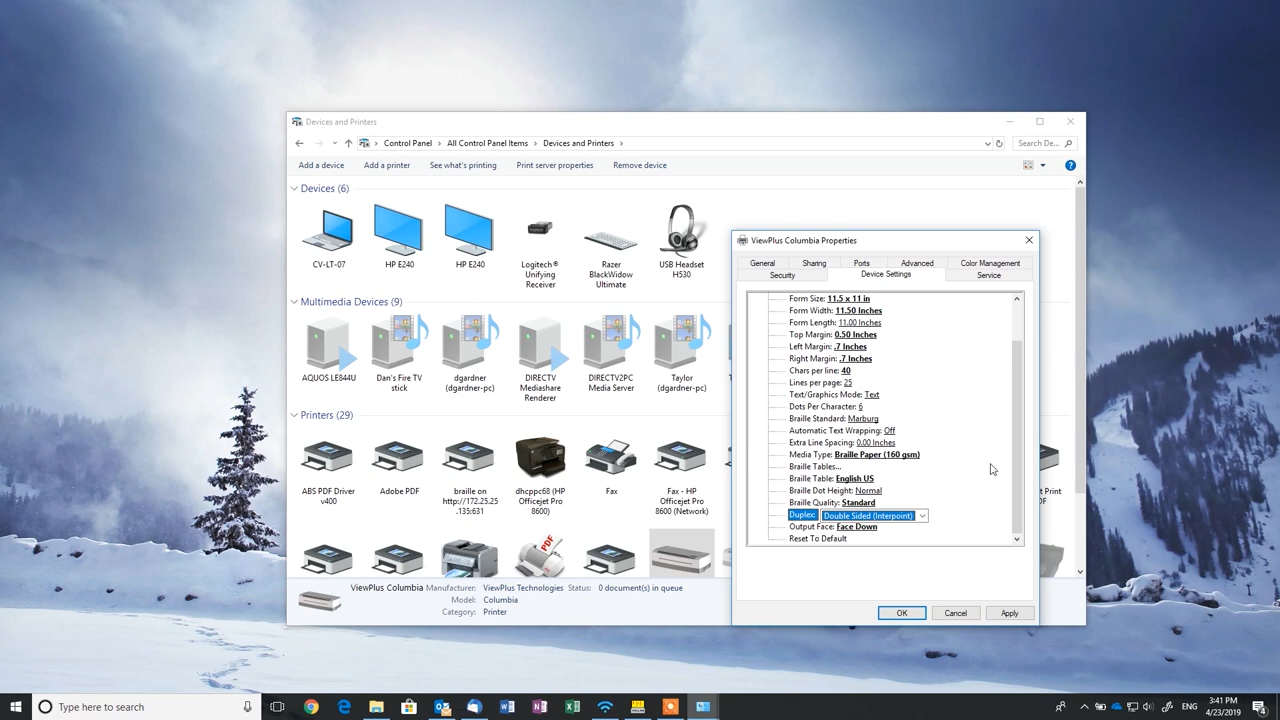 Devices and Printers
Control Panel
All Control Panel Items
Devices and Printers
Search De...
Add a device
Add a printer
See what's printing
Print server properties
Remove device
Devices (6)
CV-LT-07
HP E240
HP E240
Logitech®
Unifying
Receiver
Razer
BlackWidow
Ultimate
USB Headset
H530
Multimedia Devices (9)
AQUOS LE844U
Dan's Fire TV
stick
dgardner
(dgardner-pc)
DIRECTV
Mediashare
Renderer
DIRECTV2PC
Media Server
Taylor
(dgardner-pc)
Printers (29)
ABS PDF Driver
v400
Adobe PDF
braille on
http://172.25.25
.135:631
dhcppc68 (HP
Officejet Pro
8600)
Fax
Fax - HP
Officejet Pro
8600 (Network)
t Print
DF
PDF
ViewPlus Columbia
Manufacturer: ViewPlus Technologies
Status: 0 document(s) in queue
Model: Columbia
Category: Printer
ViewPlus Columbia Properties
General
Sharing
Ports
Advanced
Color Management
Security
Device Settings
Service
Form Size: 11.5 x 11 in
Form Width: 11.50 Inches
Form Length: 11.00 Inches
Top Margin: 0.50 Inches
Left Margin: .7 Inches
Right Margin: .7 Inches
Chars per line: 40
Lines per page: 25
Text/Graphics Mode: Text
Dots Per Character: 6
Braille Standard: Marburg
Automatic Text Wrapping: Off
Extra Line Spacing: 0.00 Inches
Media Type: Braille Paper (160 gsm)
Braille Tables...
Braille Table: English US
Braille Dot Height: Normal
Braille Quality: Standard
Duplex: Double Sided (Interpoint)
Output Face: Face Down
Reset To Default
OK
Cancel
Apply
Type here to search
ENG
3:41 PM
4/23/2019